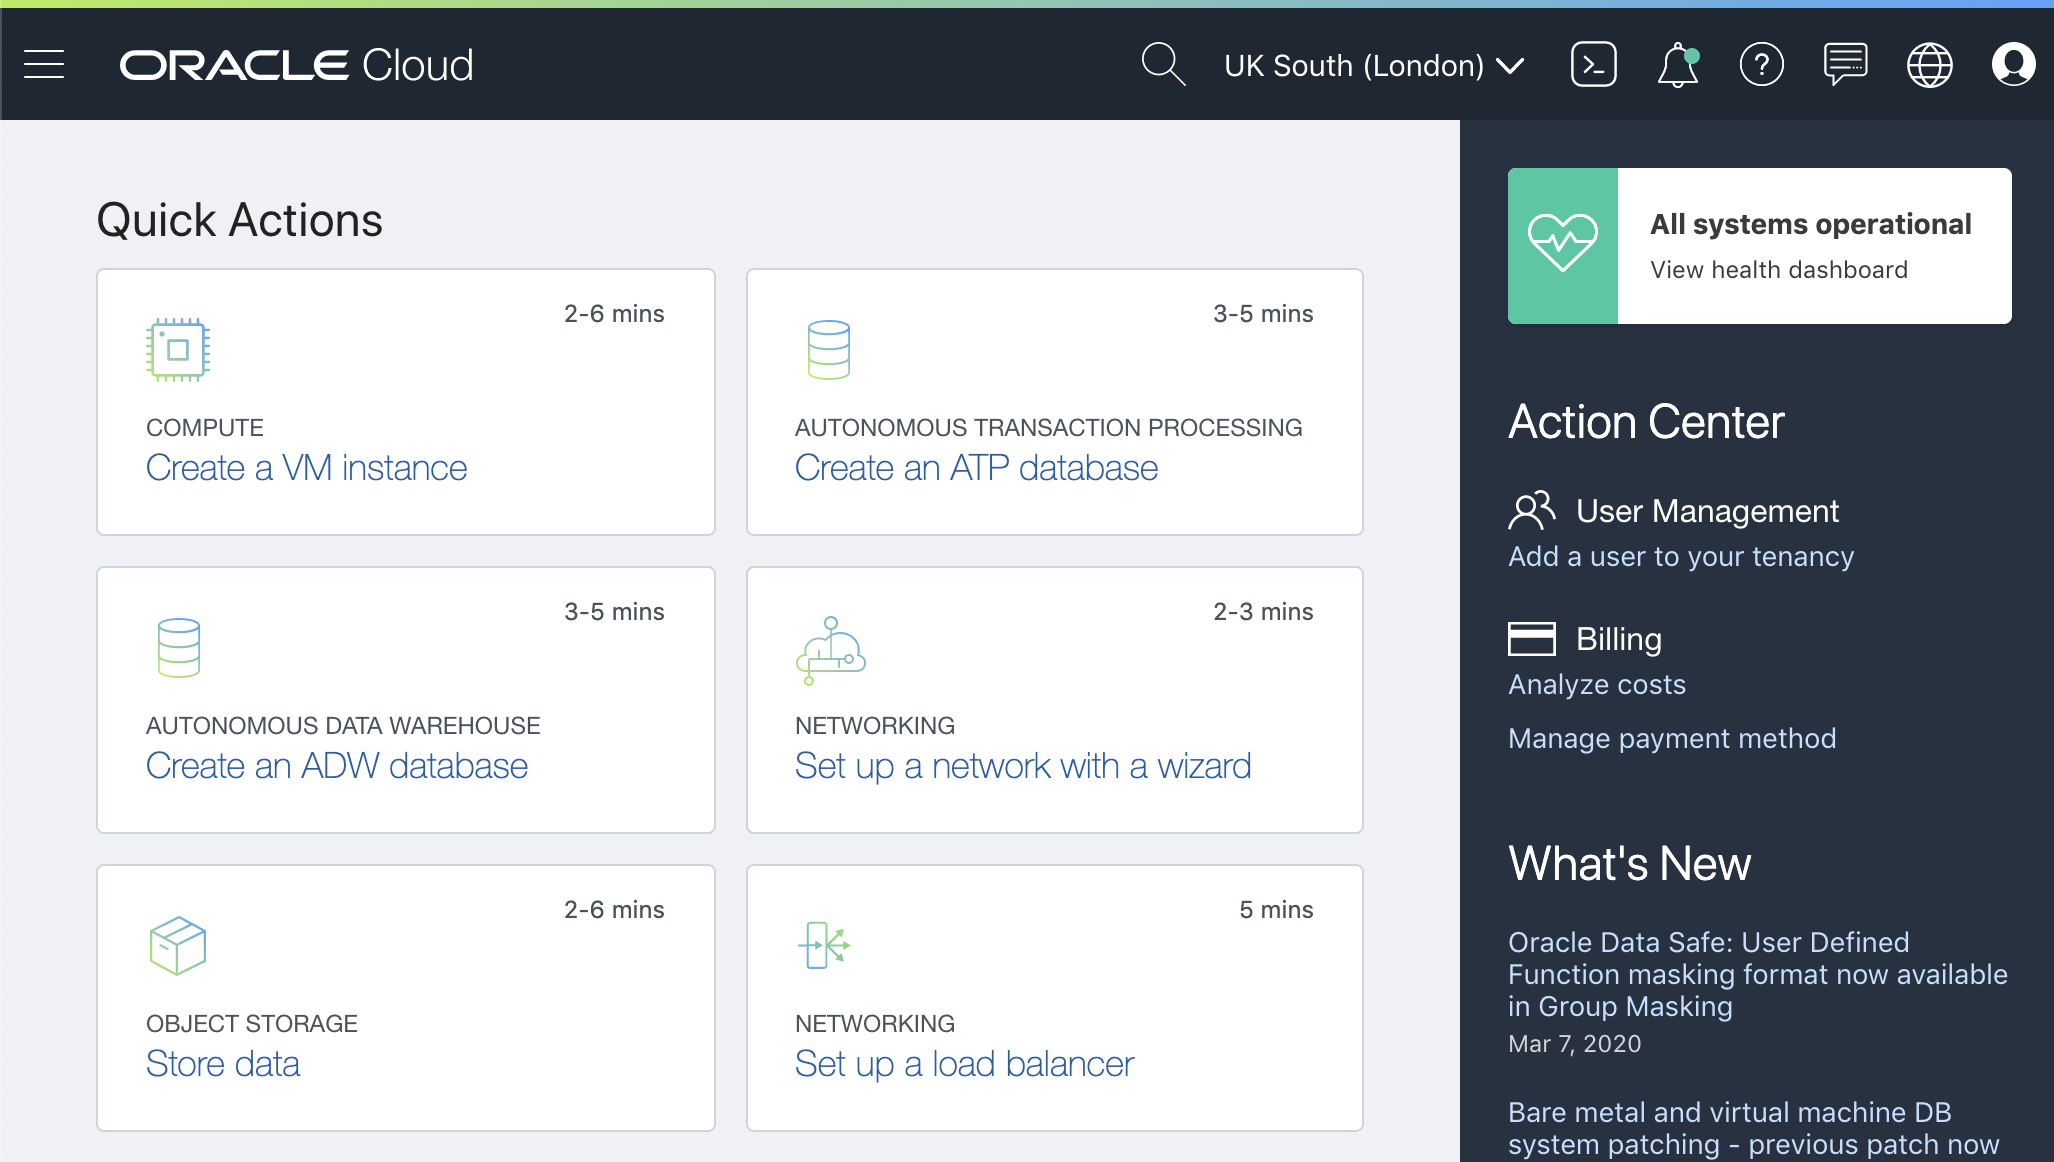 ORACLE Cloud
UK South (London)
Quick Actions
2-6 mins
COMPUTE
Create a VM instance
3-5 mins
AUTONOMOUS TRANSACTION PROCESSING
Create an ATP database
3-5 mins
AUTONOMOUS DATA WAREHOUSE
Create an ADW database
2-3 mins
NETWORKING
Set up a network with a wizard
2-6 mins
OBJECT STORAGE
Store data
5 mins
NETWORKING
Set up a load balancer
All systems operational
View health dashboard
Action Center
User Management
Add a user to your tenancy
Billing
Analyze costs
Manage payment method
What's New
Oracle Data Safe: User Defined
Function masking format now available
in Group Masking
Mar 7, 2020
Bare metal and virtual machine DB
system patching - previous patch now